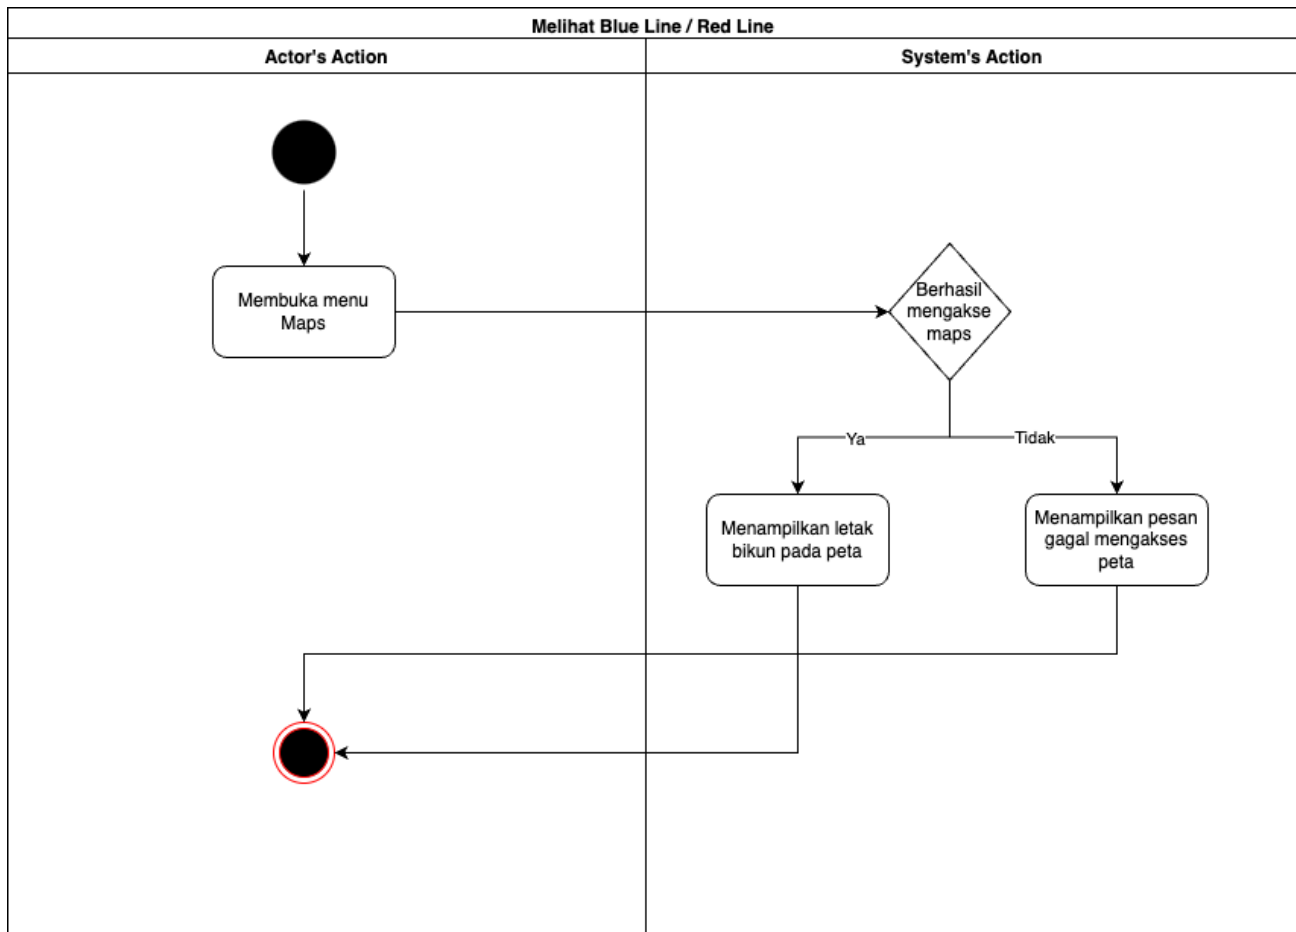 Melihat Blue Line / Red Line
Actor's Action
System's Action
Membuka menu
Maps
Berhasil
mengakse
maps
Ya
Tidak
Menampilkan letak
bikun pada peta
Menampilkan pesan
gagal mengakses
peta